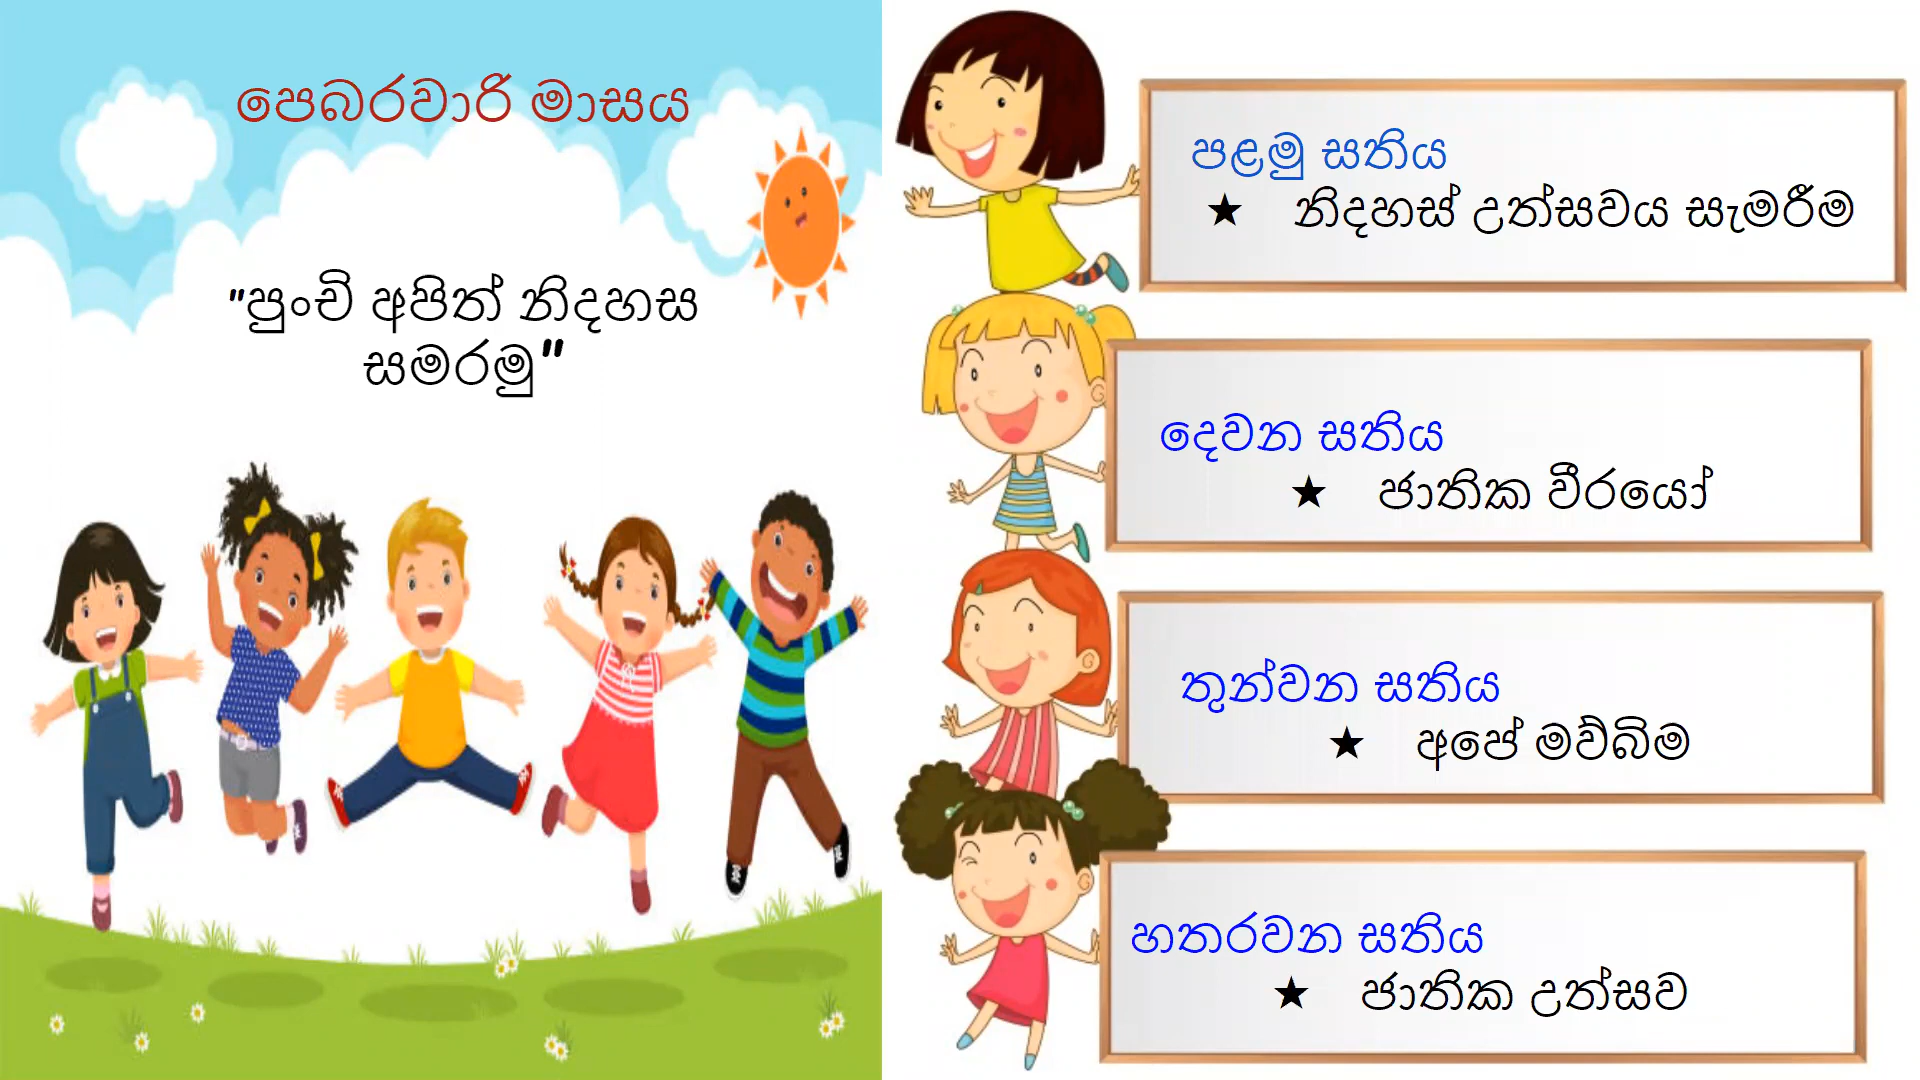 පෙබරවාරි මාසය
"පුංචි අපිත් නිදහස
සමරමු"
පළමු සතිය
★ නිදහස් උත්සවය සැමරීම
දෙවන සතිය
★ ජාතික වීරයෝ
තුන්වන සතිය
★ අපේ මව්බිම
හතරවන සතිය
★ ජාතික උත්සව